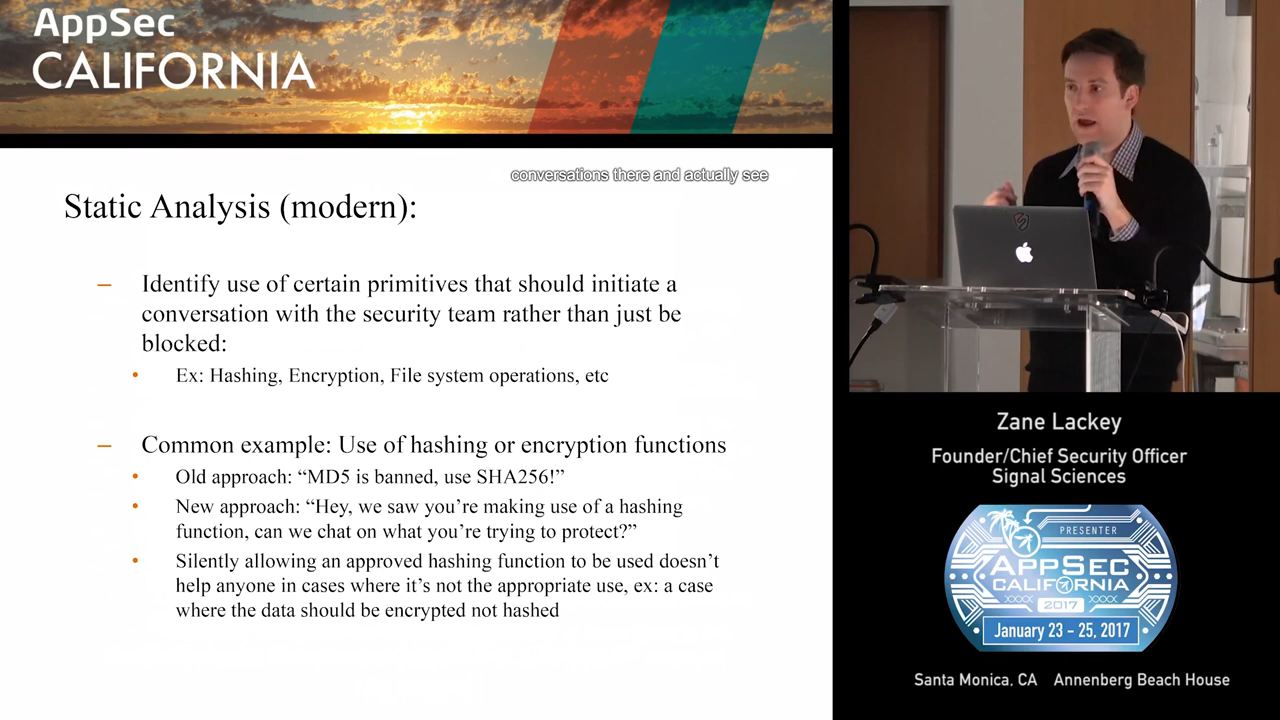 AppSec
CALIFORNIA
conversations there and actually see
Static Analysis (modern):
– Identify use of certain primitives that should initiate a
conversation with the security team rather than just be
blocked:
• Ex: Hashing, Encryption, File system operations, etc
– Common example: Use of hashing or encryption functions
• Old approach: “MD5 is banned, use SHA256!”
• New approach: “Hey, we saw you’re making use of a hashing
function, can we chat on what you’re trying to protect?”
• Silently allowing an approved hashing function to be used doesn’t
help anyone in cases where it’s not the appropriate use, ex: a case
where the data should be encrypted not hashed
Zane Lackey
Founder/Chief Security Officer
Signal Sciences
PRESENTER
APPSEC
CALIFORNIA
2017
January 23 – 25, 2017
Santa Monica, CA Annenberg Beach House